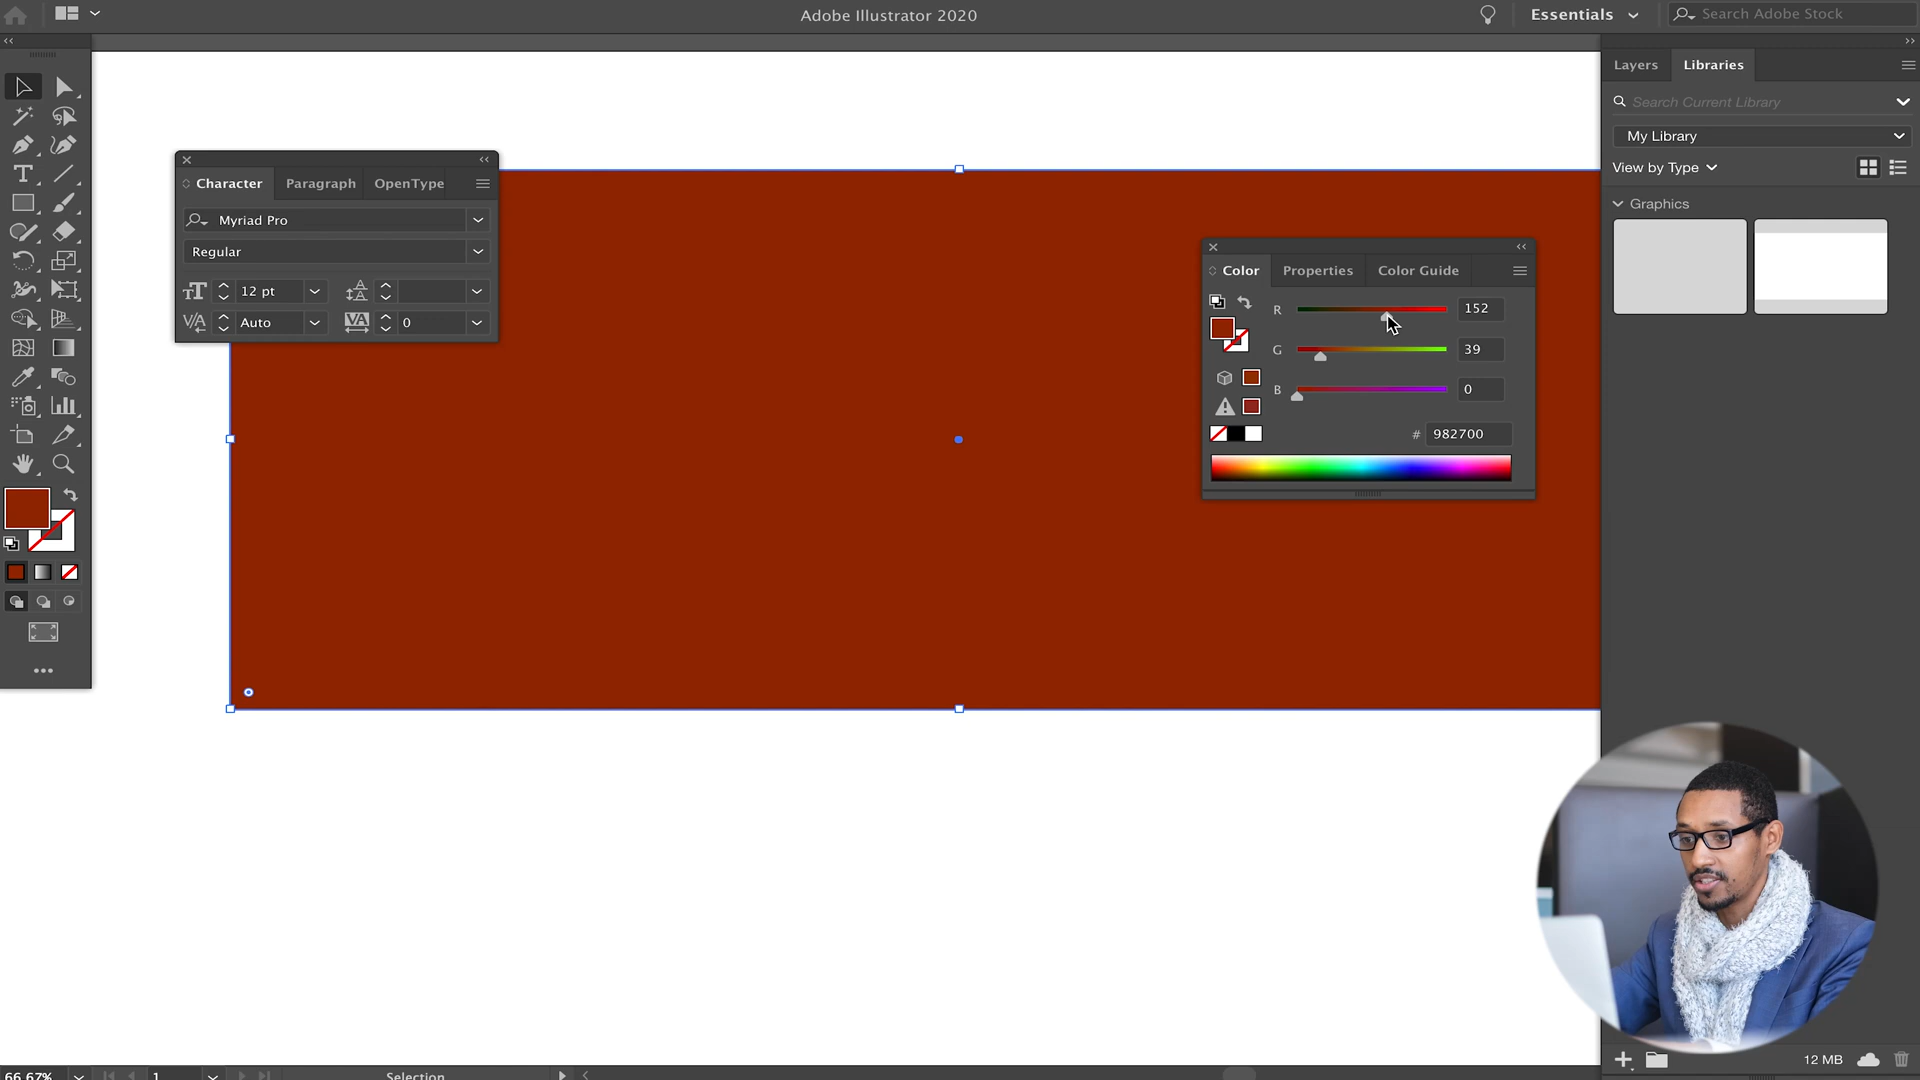 Adobe Illustrator 2020
Essentials
Search Adobe Stock
Layers
Libraries
Search Current Library
My Library
View by Type
Graphics
Character
Paragraph
OpenType
Myriad Pro
Regular
12 pt
Auto
0
Color
Properties
Color Guide
R
152
G
39
B
0
# 982700
12 MB
66.67%
1
Selection